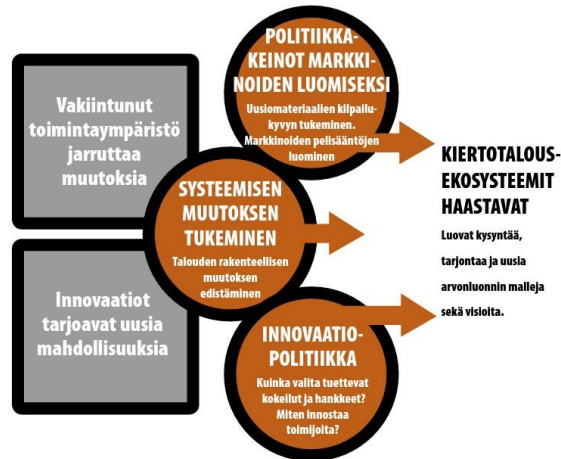 Vakiintunut
toimintaympäristö
jarruttaa
muutoksia
Innovaatiot
tarjoavat uusia
mahdollisuuksia
POLITIIKKA-
KEINOT MARKKI-
NOIDEN LUOMISEKSI
Uusiomateriaalien kilpailu-
kyvyn tukeminen.
Markkinoiden pelisääntöjen
luominen
SYSTEEMISEN
MUUTOKSEN
TUKEMINEN
Talouden rakenteellisen
muutoksen
edistäminen
INNOVAATIO-
POLITIIKKA
Kuinka valita tuettevat
kokeilut ja hankkeet?
Miten innostaa
toimijoita?
KIERTOTALOUS-
EKOSYSTEEMIT
HAASTAVAT
Luovat kysyntää,
tarjontaa ja uusia
arvonluonnin malleja
sekä visioita.